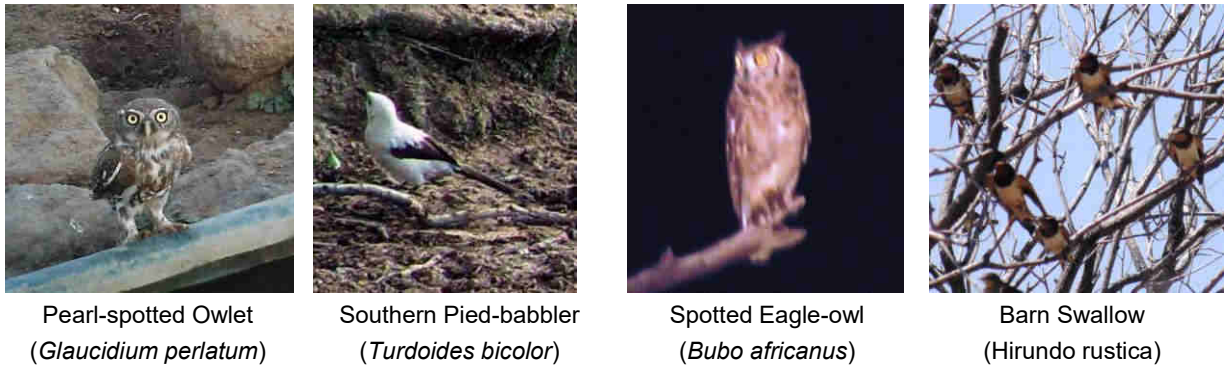 Pearl-spotted Owlet
(Glaucidium perlatum)
Southern Pied-babbler
(Turdoides bicolor)
Spotted Eagle-owl
(Bubo africanus)
Barn Swallow
(Hirundo rustica)